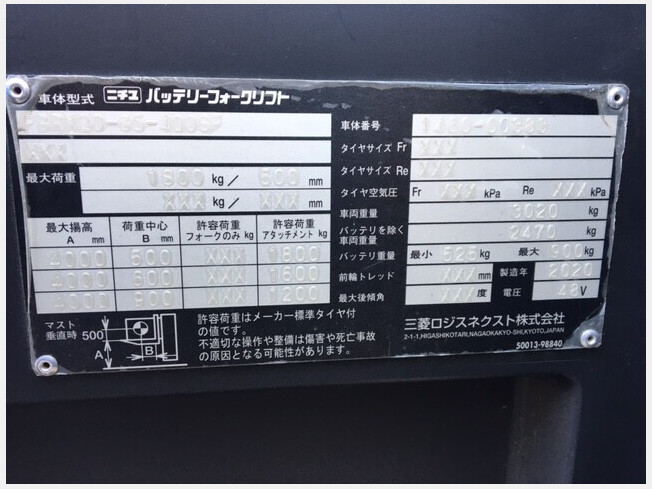 車体型式 ニチユ バッテリーフォークリフト
XXX
最大荷重 kg/ mm
XXX kg/ XXX mm
最大揚高 A mm 荷重中心 B mm 許容荷重 フォークのみ kg 許容荷重 アタッチメント kg
4000 500 XXX 1800
4000 600 XXX 1600
4000 900 XXX 1200
マスト垂直時 500 A B
許容荷重はメーカー標準タイヤ付
の値です。
不適切な操作や整備は傷害や死亡事故
の原因となる可能性があります。
車体番号
タイヤサイズ Fr XXX
タイヤサイズ Re XXX
タイヤ空気圧 Fr XXX kPa Re XXX kPa
車両重量 3020 kg
バッテリを除く車両重量 2470 kg
バッテリ重量 最小 525 kg 最大 900 kg
前輪トレッド XXX mm 製造年 2020
最大後傾角 XXX 度 電圧 48 V
三菱ロジスネクスト株式会社
2-1-1,HIGASHIKOTARI,NAGAOKAKYO-SHI,KYOTO,JAPAN
50013-98840